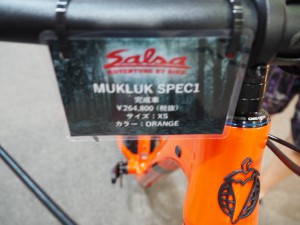 Salsa
ADVENTURE BY BIKE
MUKLUK SPEC1
完成車
¥264,800 (税抜)
サイズ：XS
カラー：ORANGE